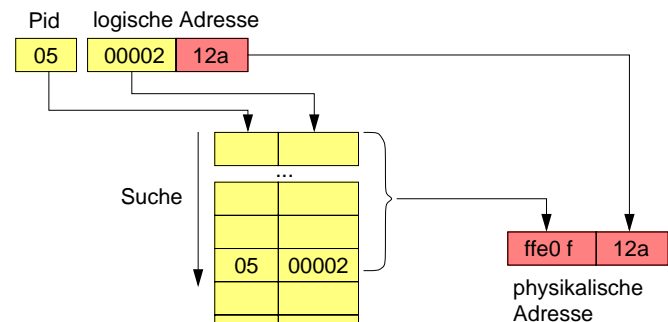 Pid logische Adresse
05 00002 12a
...
Suche
05 00002
ffe0 f 12a
physikalische
Adresse